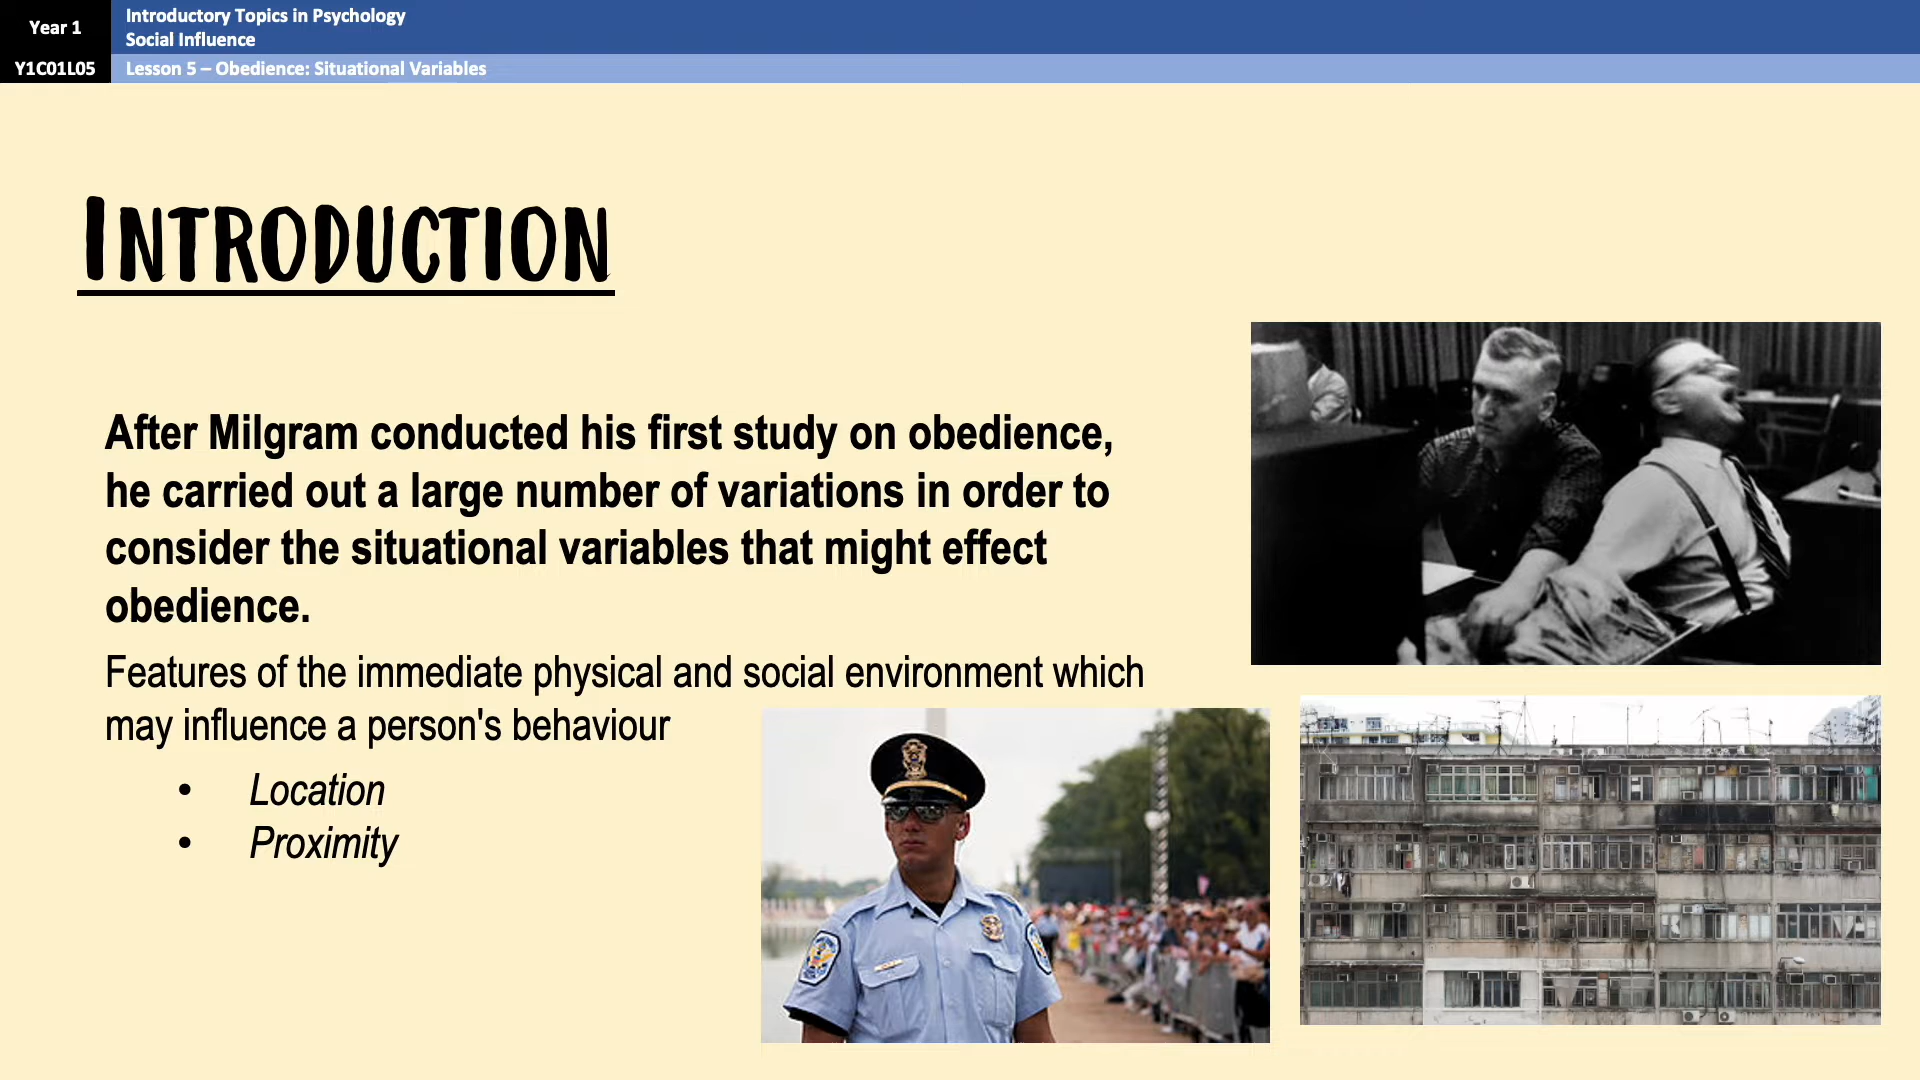 Year 1
Introductory Topics in Psychology
Social Influence
Y1C01L05
Lesson 5 – Obedience: Situational Variables
INTRODUCTION
After Milgram conducted his first study on obedience,
he carried out a large number of variations in order to
consider the situational variables that might effect
obedience.
Features of the immediate physical and social environment which
may influence a person's behaviour
• Location
• Proximity